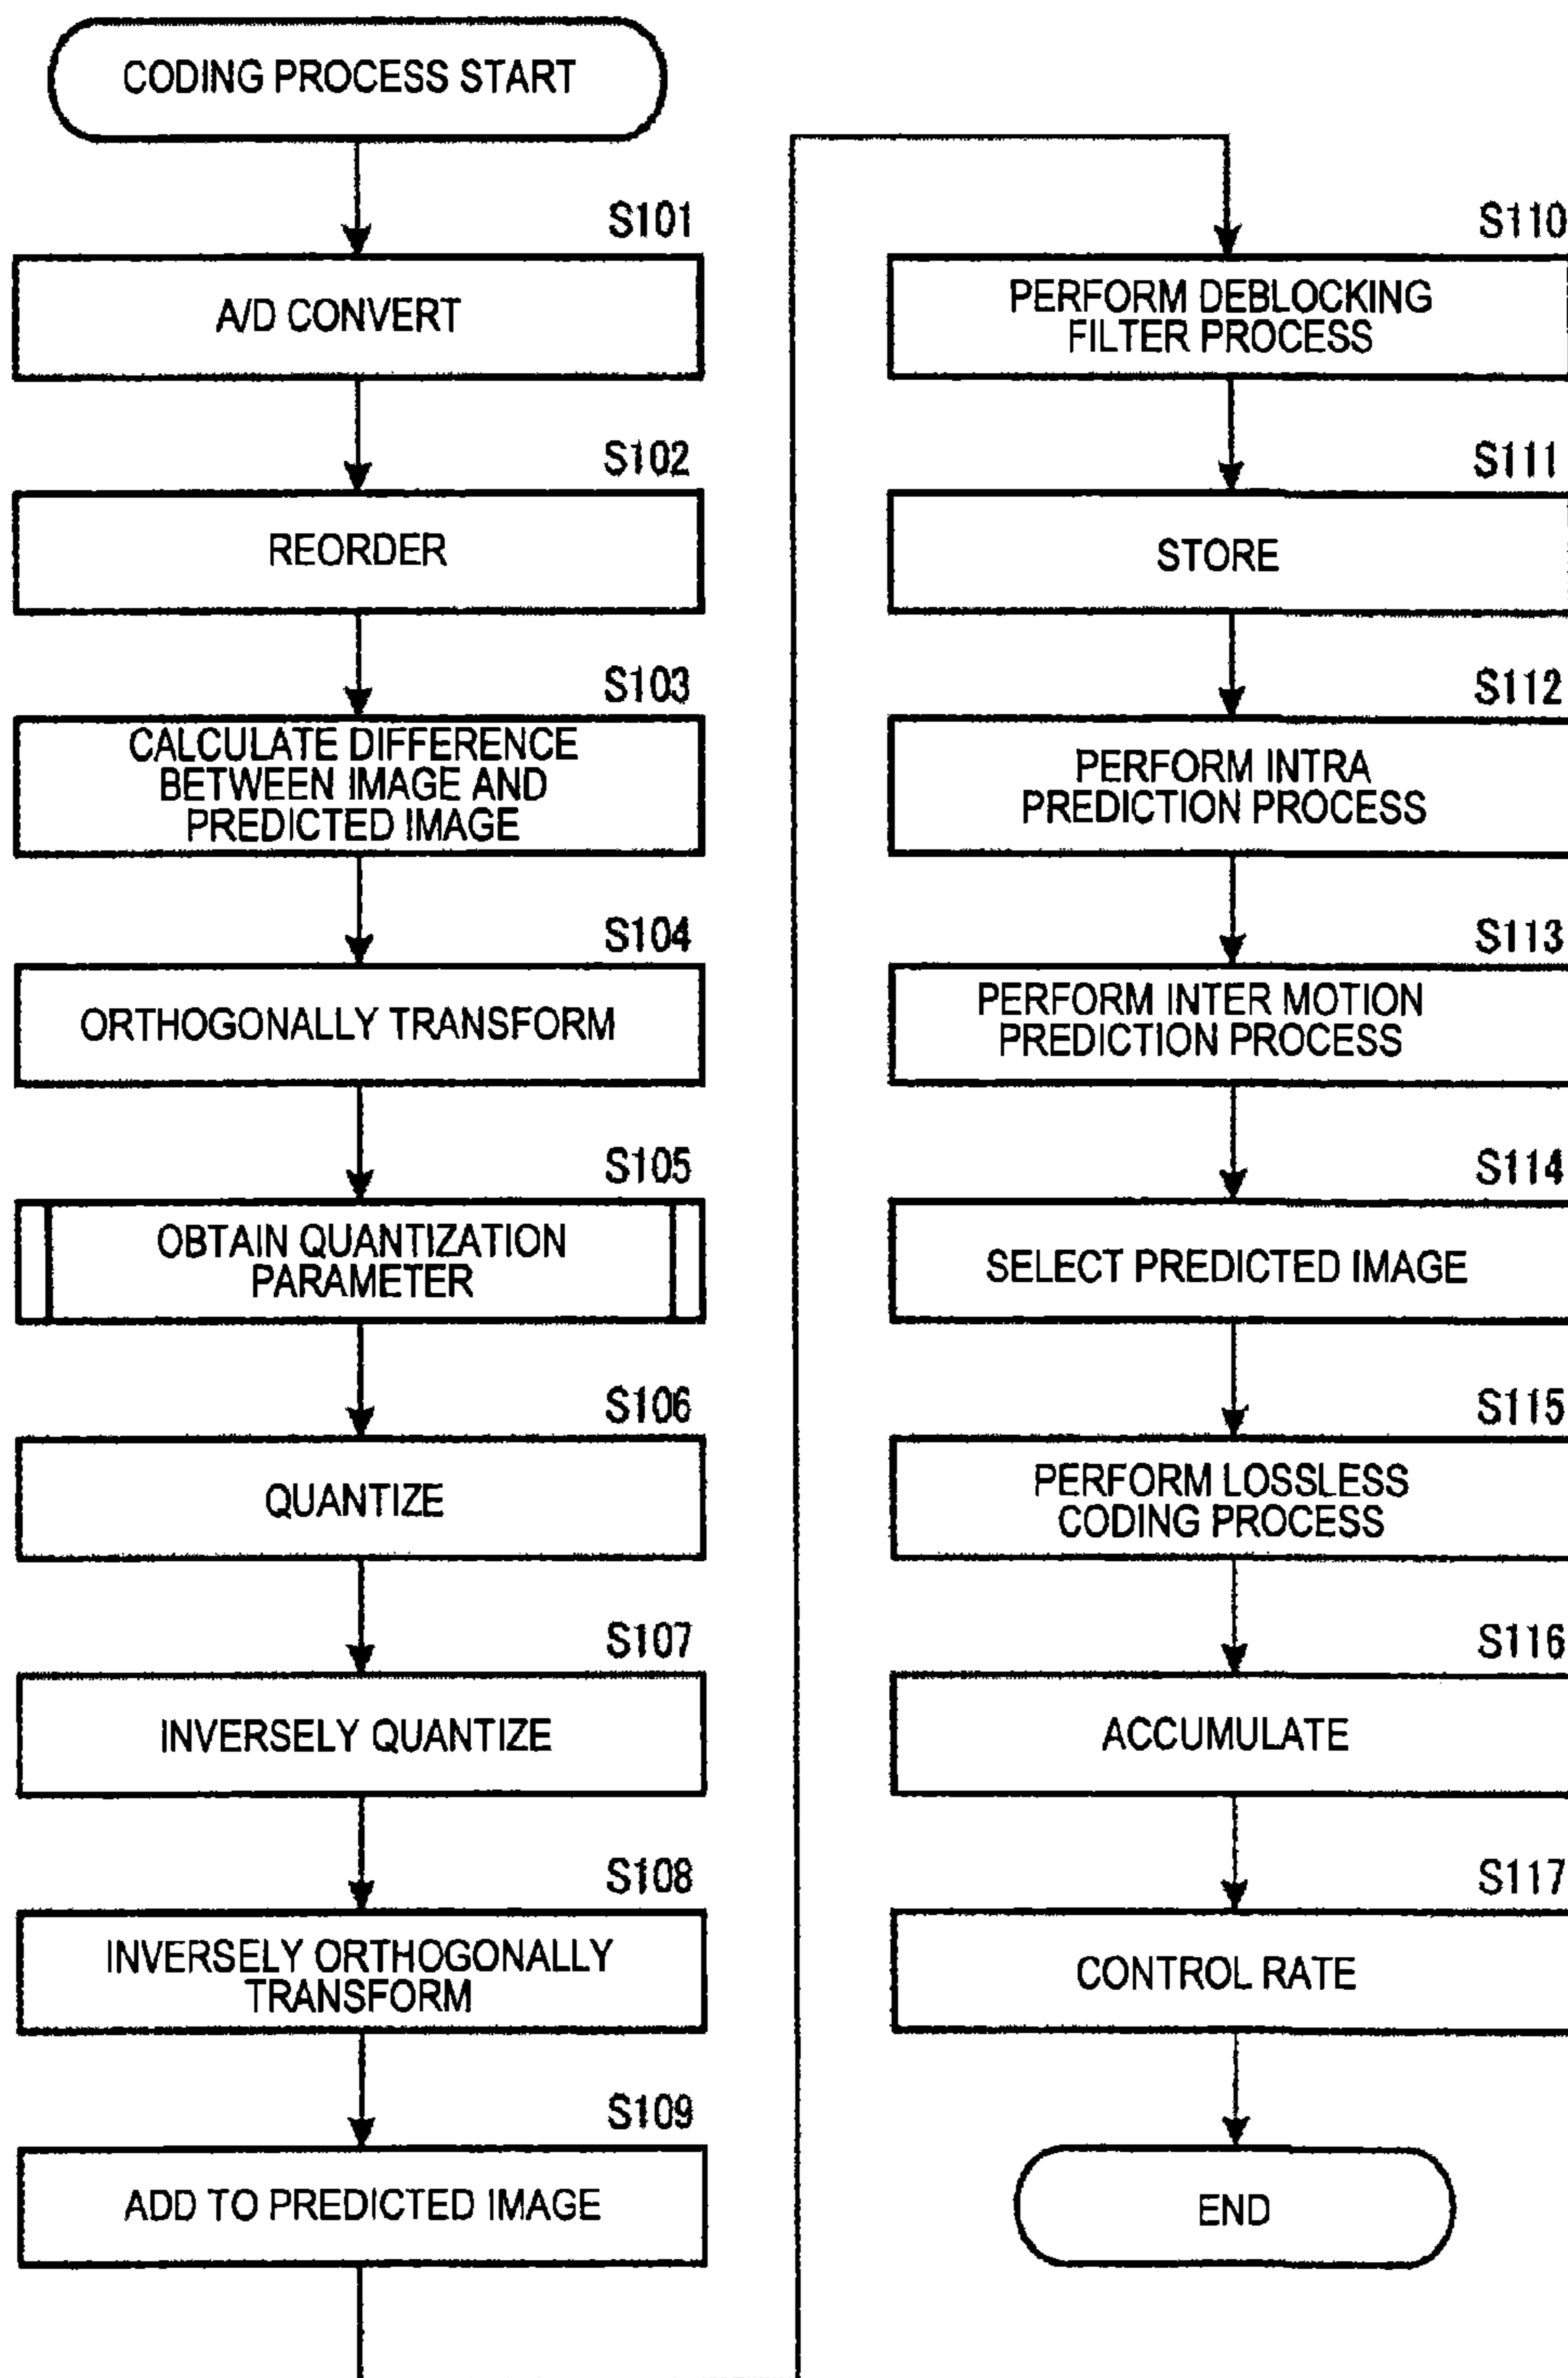 CODING PROCESS START
S101
A/D CONVERT
S102
REORDER
S103
CALCULATE DIFFERENCE
BETWEEN IMAGE AND
PREDICTED IMAGE
S104
ORTHOGONALLY TRANSFORM
S105
OBTAIN QUANTIZATION
PARAMETER
S106
QUANTIZE
S107
INVERSELY QUANTIZE
S108
INVERSELY ORTHOGONALLY
TRANSFORM
S109
ADD TO PREDICTED IMAGE
S110
PERFORM DEBLOCKING
FILTER PROCESS
S111
STORE
S112
PERFORM INTRA
PREDICTION PROCESS
S113
PERFORM INTER MOTION
PREDICTION PROCESS
S114
SELECT PREDICTED IMAGE
S115
PERFORM LOSSLESS
CODING PROCESS
S116
ACCUMULATE
S117
CONTROL RATE
END